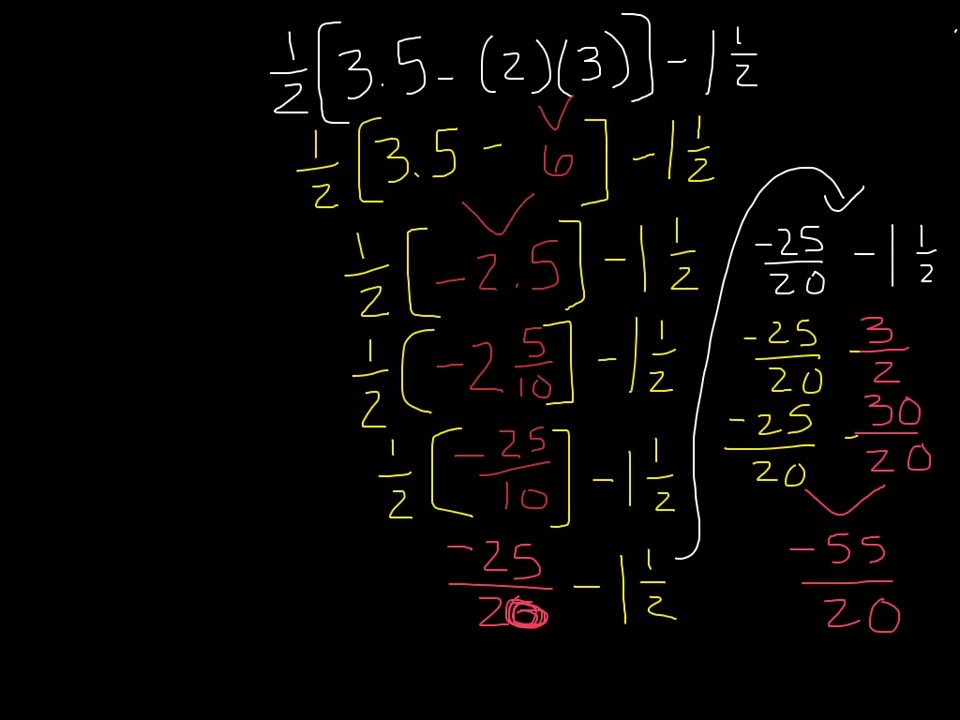 1/2 [3.5 - (2)(3)] - 1 1/2
1/2 [3.5 - 6] - 1 1/2
1/2 [-2.5] - 1 1/2
1/2 (-2 5/10] - 1 1/2
1/2 [-25/10] - 1 1/2
-25/20 - 1 1/2
-25/20 - 1 1/2
-25/20 - 3/2
-25/20 - 30/20
-55/20